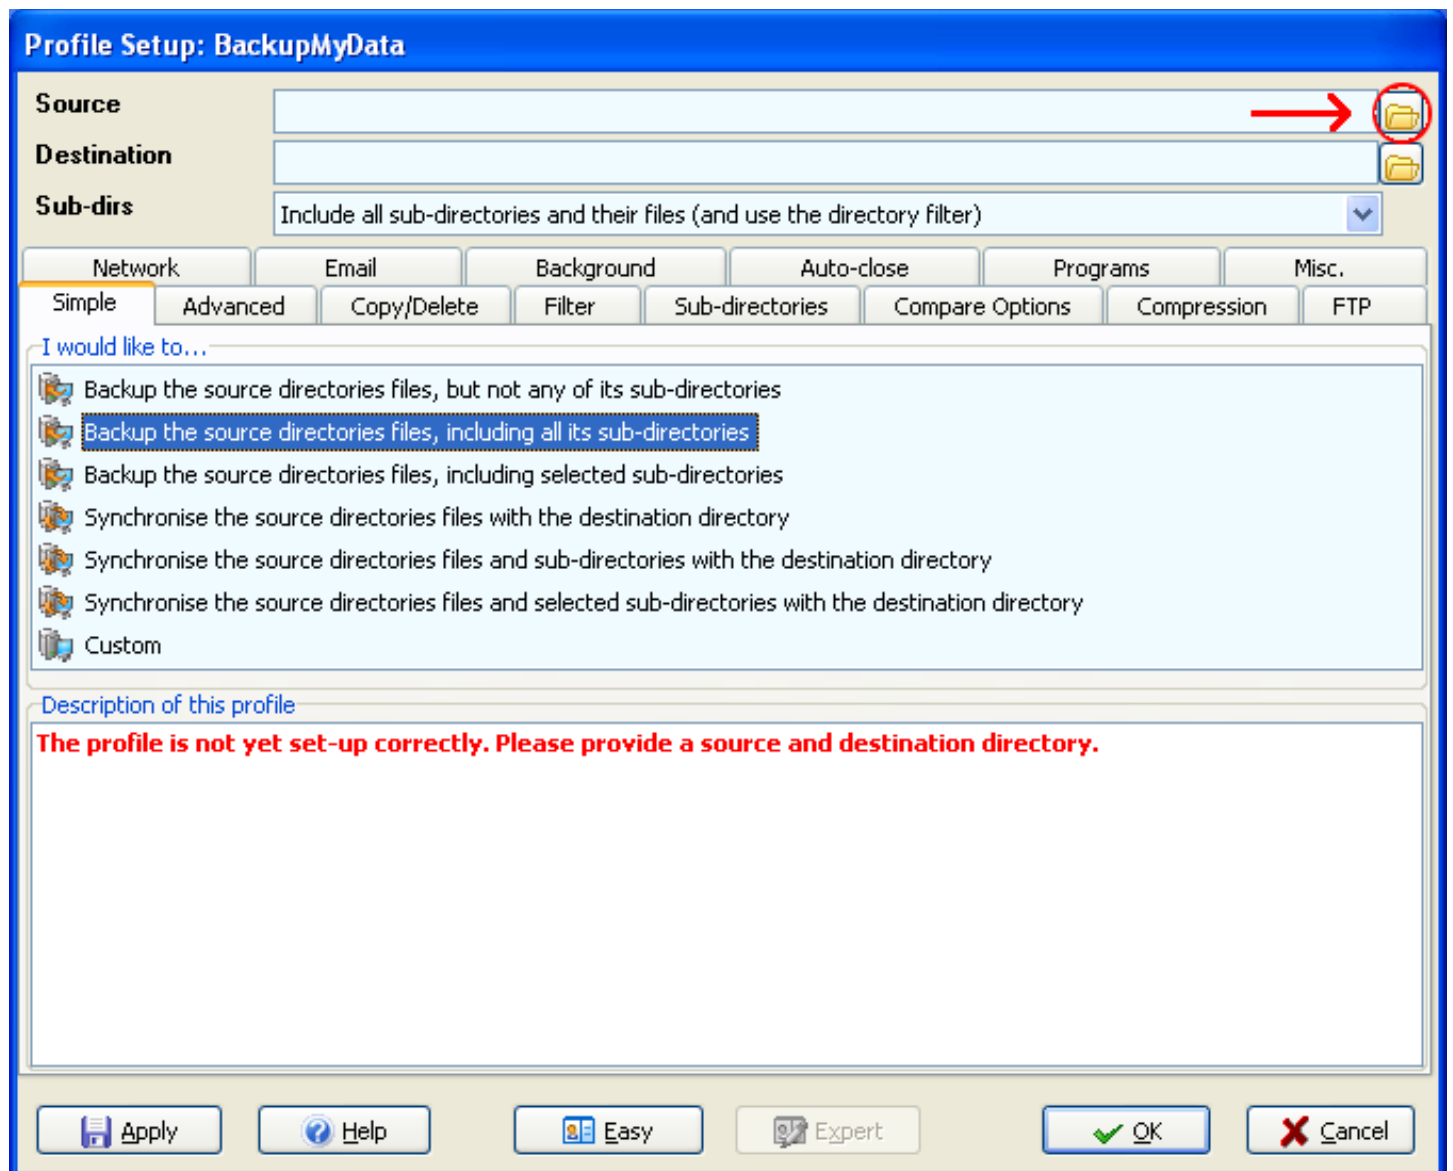 Profile Setup: BackupMyData
Source
Destination
Sub-dirs Include all sub-directories and their files (and use the directory filter)
Network Email Background Auto-close Programs Misc.
Simple Advanced Copy/Delete Filter Sub-directories Compare Options Compression FTP
I would like to...
Backup the source directories files, but not any of its sub-directories
Backup the source directories files, including all its sub-directories
Backup the source directories files, including selected sub-directories
Synchronise the source directories files with the destination directory
Synchronise the source directories files and sub-directories with the destination directory
Synchronise the source directories files and selected sub-directories with the destination directory
Custom
Description of this profile
The profile is not yet set-up correctly. Please provide a source and destination directory.
Apply Help Easy Expert OK Cancel